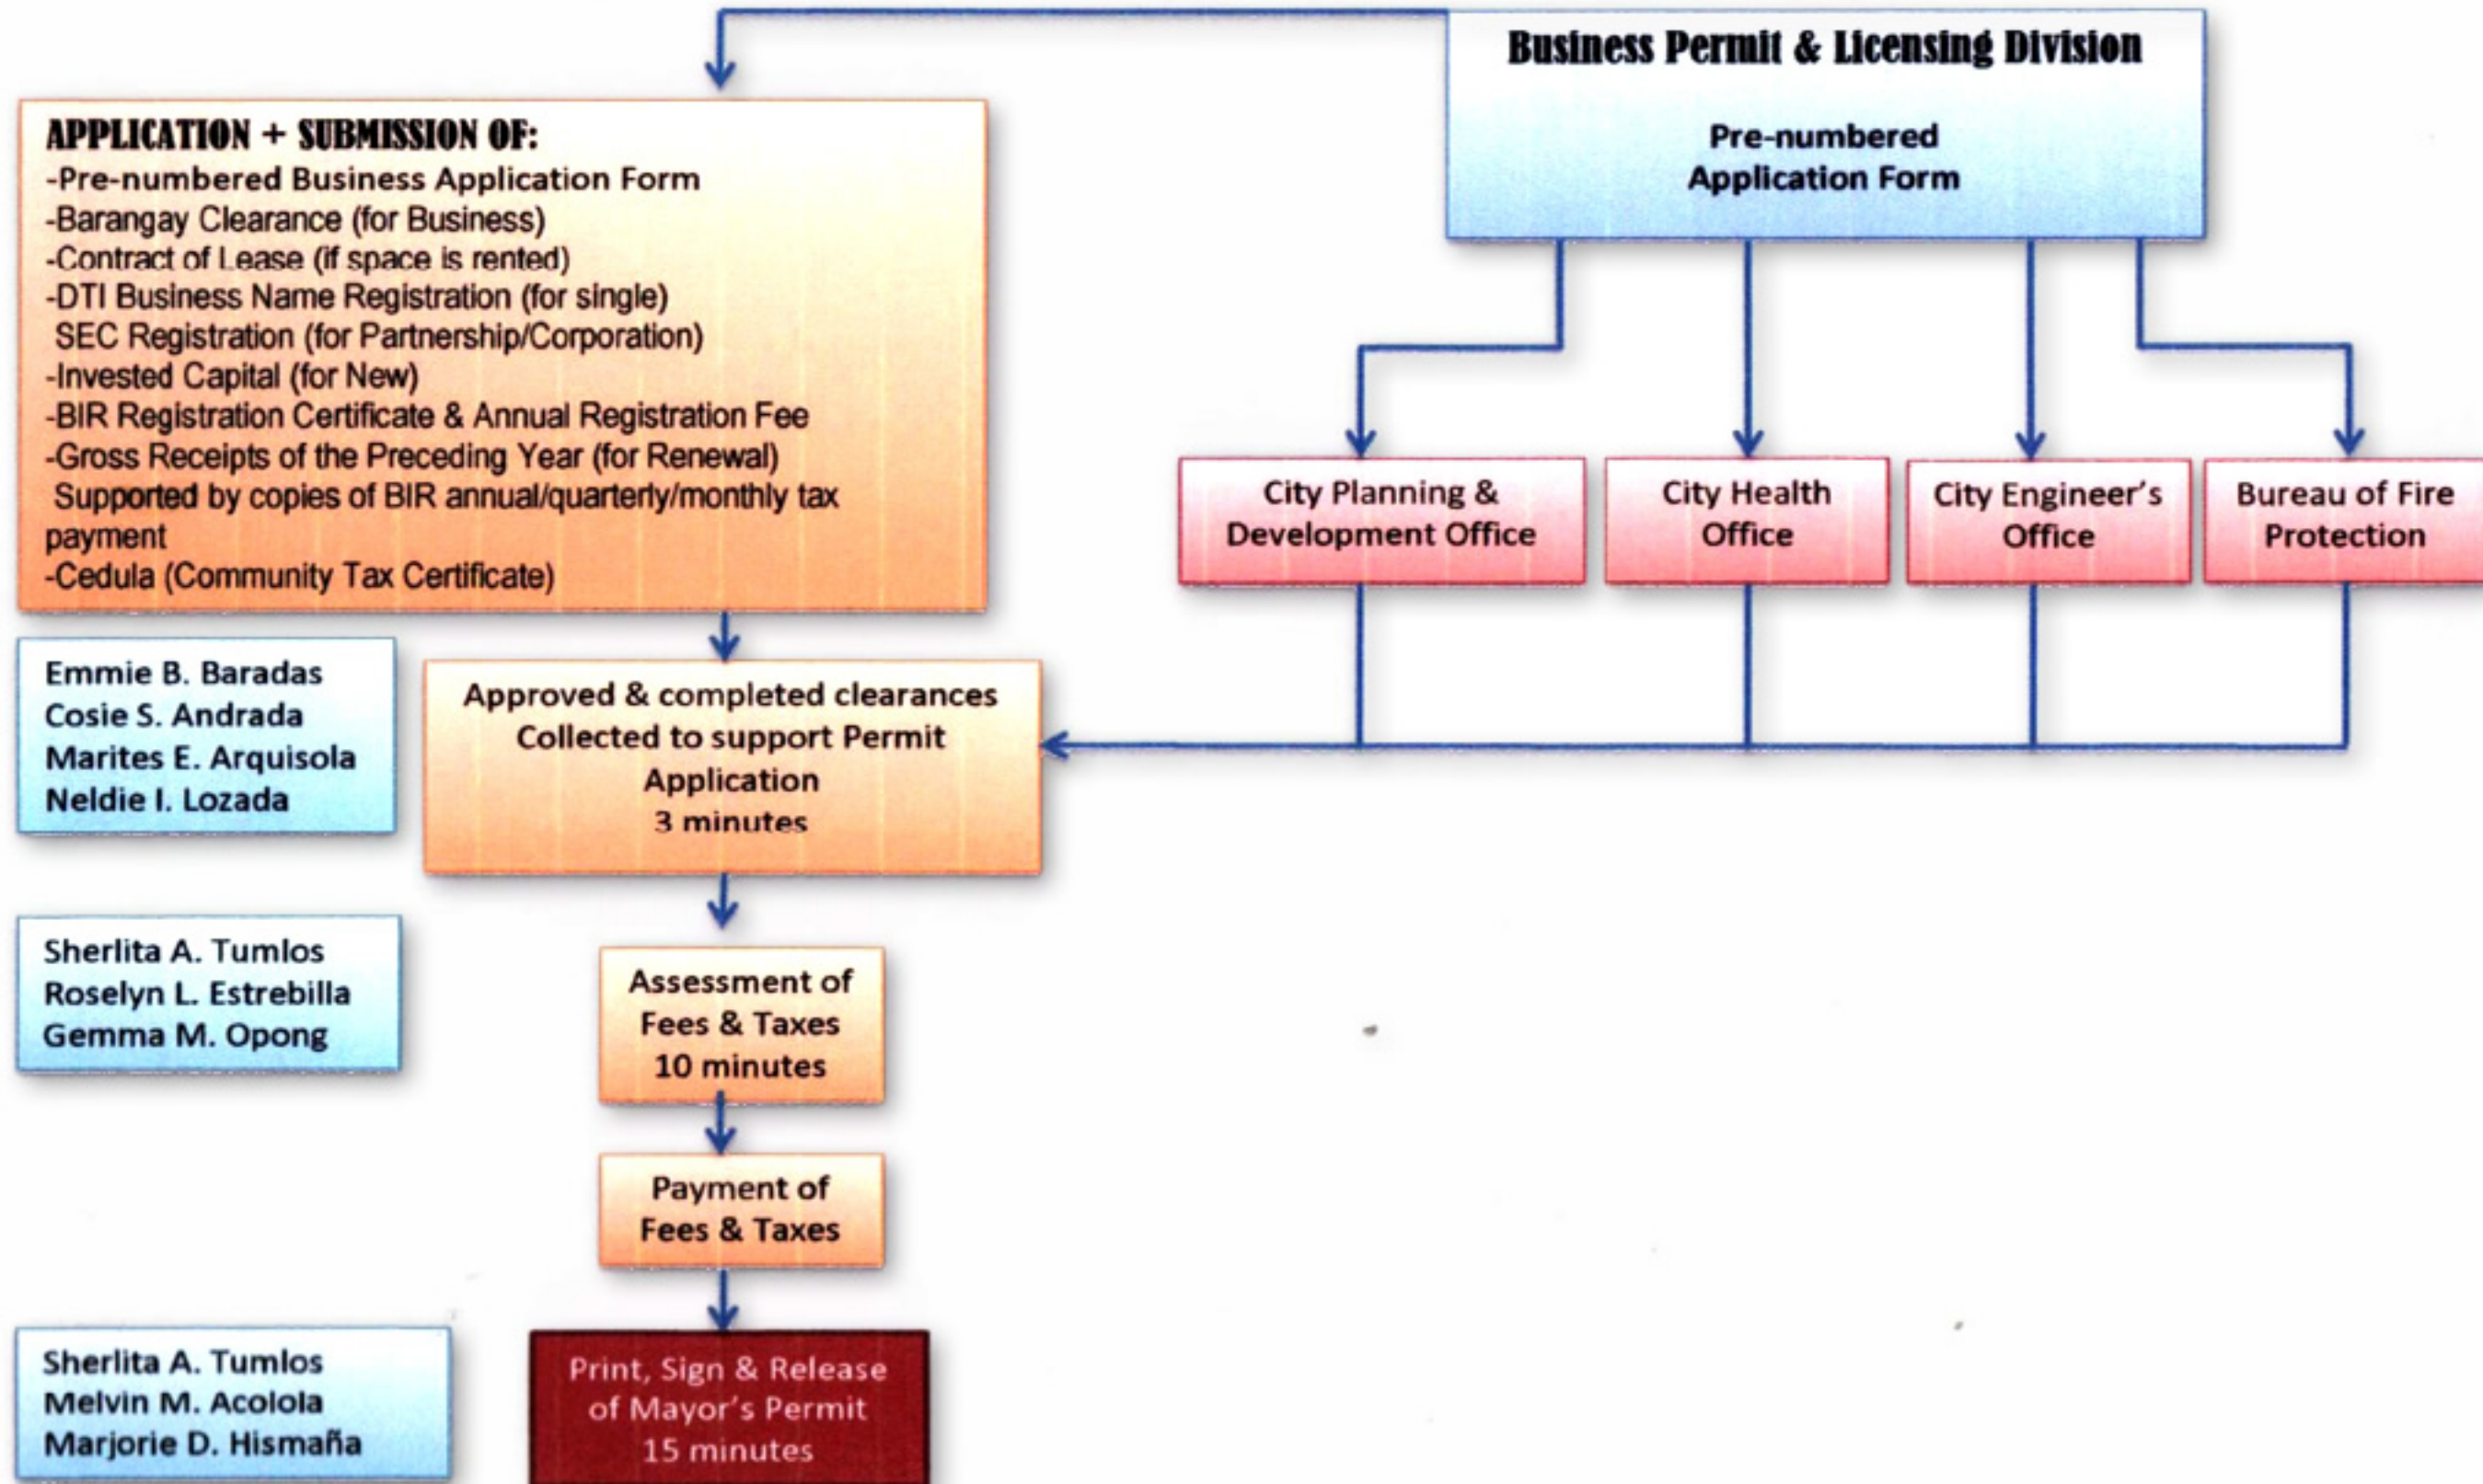 Business Permit & Licensing Division
Pre-numbered
Application Form
APPLICATION + SUBMISSION OF:
-Pre-numbered Business Application Form
-Barangay Clearance (for Business)
-Contract of Lease (if space is rented)
-DTI Business Name Registration (for single)
SEC Registration (for Partnership/Corporation)
-Invested Capital (for New)
-BIR Registration Certificate & Annual Registration Fee
-Gross Receipts of the Preceding Year (for Renewal)
Supported by copies of BIR annual/quarterly/monthly tax
payment
-Cedula (Community Tax Certificate)
City Planning &
Development Office
City Health
Office
City Engineer's
Office
Bureau of Fire
Protection
Emmie B. Baradas
Cosie S. Andrada
Marites E. Arquisola
Neldie I. Lozada
Approved & completed clearances
Collected to support Permit
Application
3 minutes
Sherlita A. Tumlos
Roselyn L. Estrebilla
Gemma M. Opong
Assessment of
Fees & Taxes
10 minutes
Payment of
Fees & Taxes
Sherlita A. Tumlos
Melvin M. Acolola
Marjorie D. Hismaña
Print, Sign & Release
of Mayor's Permit
15 minutes